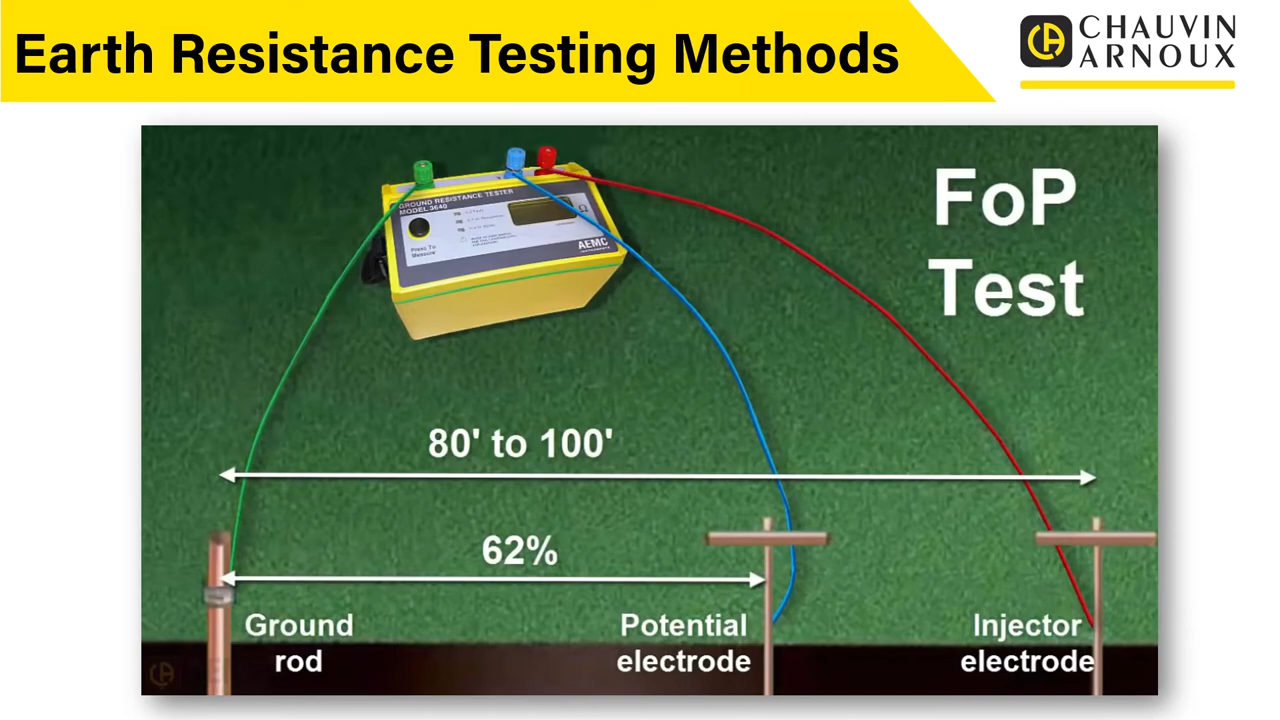 Earth Resistance Testing Methods
CHAUVIN
ARNOUX
FoP
Test
GROUND RESISTANCE TESTER
MODEL 3640
Press To
Measure
Ω
AEMC
INSTRUMENTS
80' to 100'
62%
Ground
rod
Potential
electrode
Injector
electrode